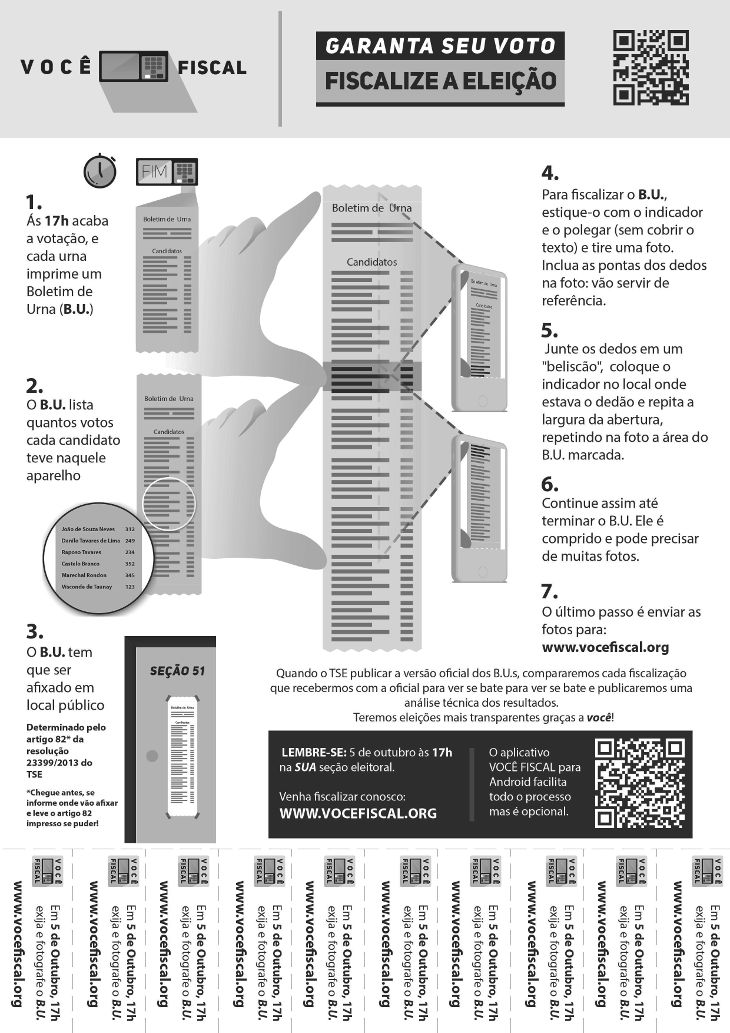 VOCÊ FISCAL
GARANTA SEU VOTO
FISCALIZE A ELEIÇÃO
FIM
1.
Ás 17h acaba
a votação, e
cada urna
imprime um
Boletim de
Urna (B.U.)
Boletim de Urna
Candidatos
2.
O B.U. lista
quantos votos
cada candidato
teve naquele
aparelho
Boletim de Urna
Candidatos
João de Souza Neves 312
Danilo Tavares de Lima 249
Raposo Tavares 234
Castelo Branco 352
Marechal Rondon 345
Visconde de Taunay 123
3.
O B.U. tem
que ser
afixado em
local público
Determinado pelo
artigo 82* da
resolução
23399/2013 do
TSE
*Chegue antes, se
informe onde vão afixar
e leve o artigo 82
impresso se puder!
SEÇÃO 51
Boletim de Urna
Candidatos
Boletim de Urna
Candidatos
Boletim de Urna
Candidatos
4.
Para fiscalizar o B.U.,
estique-o com o indicador
e o polegar (sem cobrir o
texto) e tire uma foto.
Inclua as pontas dos dedos
na foto: vão servir de
referência.
5.
Junte os dedos em um
"beliscão", coloque o
indicador no local onde
estava o dedão e repita a
largura da abertura,
repetindo na foto a área do
B.U. marcada.
6.
Continue assim até
terminar o B.U. Ele é
comprido e pode precisar
de muitas fotos.
7.
O último passo é enviar as
fotos para:
www.vocefiscal.org
Quando o TSE publicar a versão oficial dos B.U.s, compararemos cada fiscalização
que recebermos com a oficial para ver se bate para ver se bate e publicaremos uma
análise técnica dos resultados.
Teremos eleições mais transparentes graças a você!
LEMBRE-SE: 5 de outubro às 17h
na SUA seção eleitoral.
Venha fiscalizar conosco:
WWW.VOCEFISCAL.ORG
O aplicativo
VOCÊ FISCAL para
Android facilita
todo o processo
mas é opcional.
VOCÊ
FISCAL
Em 5 de Outubro, 17h
exija e fotografe o B.U.
www.vocefiscal.org
VOCÊ
FISCAL
Em 5 de Outubro, 17h
exija e fotografe o B.U.
www.vocefiscal.org
VOCÊ
FISCAL
Em 5 de Outubro, 17h
exija e fotografe o B.U.
www.vocefiscal.org
VOCÊ
FISCAL
Em 5 de Outubro, 17h
exija e fotografe o B.U.
www.vocefiscal.org
VOCÊ
FISCAL
Em 5 de Outubro, 17h
exija e fotografe o B.U.
www.vocefiscal.org
VOCÊ
FISCAL
Em 5 de Outubro, 17h
exija e fotografe o B.U.
www.vocefiscal.org
VOCÊ
FISCAL
Em 5 de Outubro, 17h
exija e fotografe o B.U.
www.vocefiscal.org
VOCÊ
FISCAL
Em 5 de Outubro, 17h
exija e fotografe o B.U.
www.vocefiscal.org
VOCÊ
FISCAL
Em 5 de Outubro, 17h
exija e fotografe o B.U.
www.vocefiscal.org
VOCÊ
FISCAL
Em 5 de Outubro, 17h
exija e fotografe o B.U.
www.vocefiscal.org